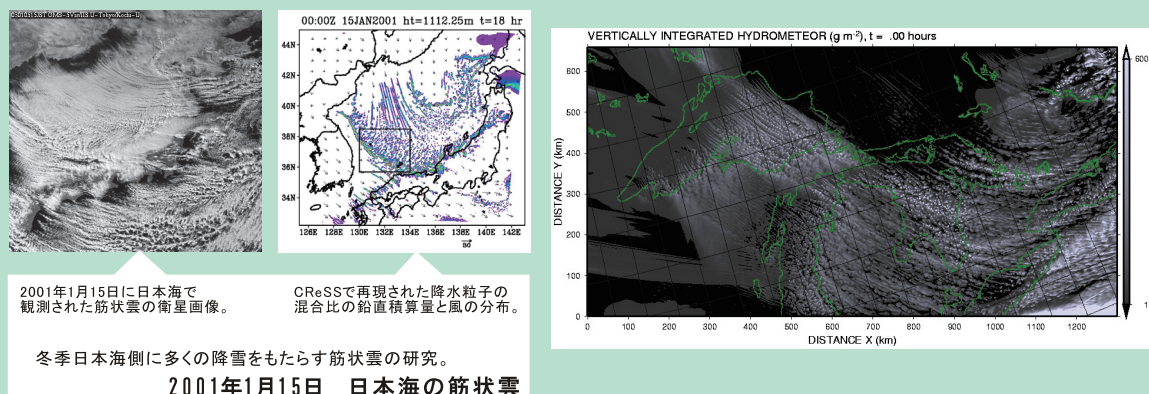 00:00Z 15JAN2001 ht=1112.25m t=18 hr
44N
42N
40N
38N
36N
34N
126E 128E 130E 132E 134E 136E 138E 140E 142E
2001年1月15日に日本海で
観測された筋状雲の衛星画像。
CReSSで再現された降水粒子の
混合比の鉛直積算量と風の分布。
冬季日本海側に多くの降雪をもたらす筋状雲の研究。
2001年1月15日 日本海の筋状雲
VERTICALLY INTEGRATED HYDROMETEOR (g m-2), t = .00 hours
600
DISTANCE Y (km)
600
500
400
300
200
100
0
1
0 100 200 300 400 500 600 700 800 900 1000 1100 1200
DISTANCE X (km)